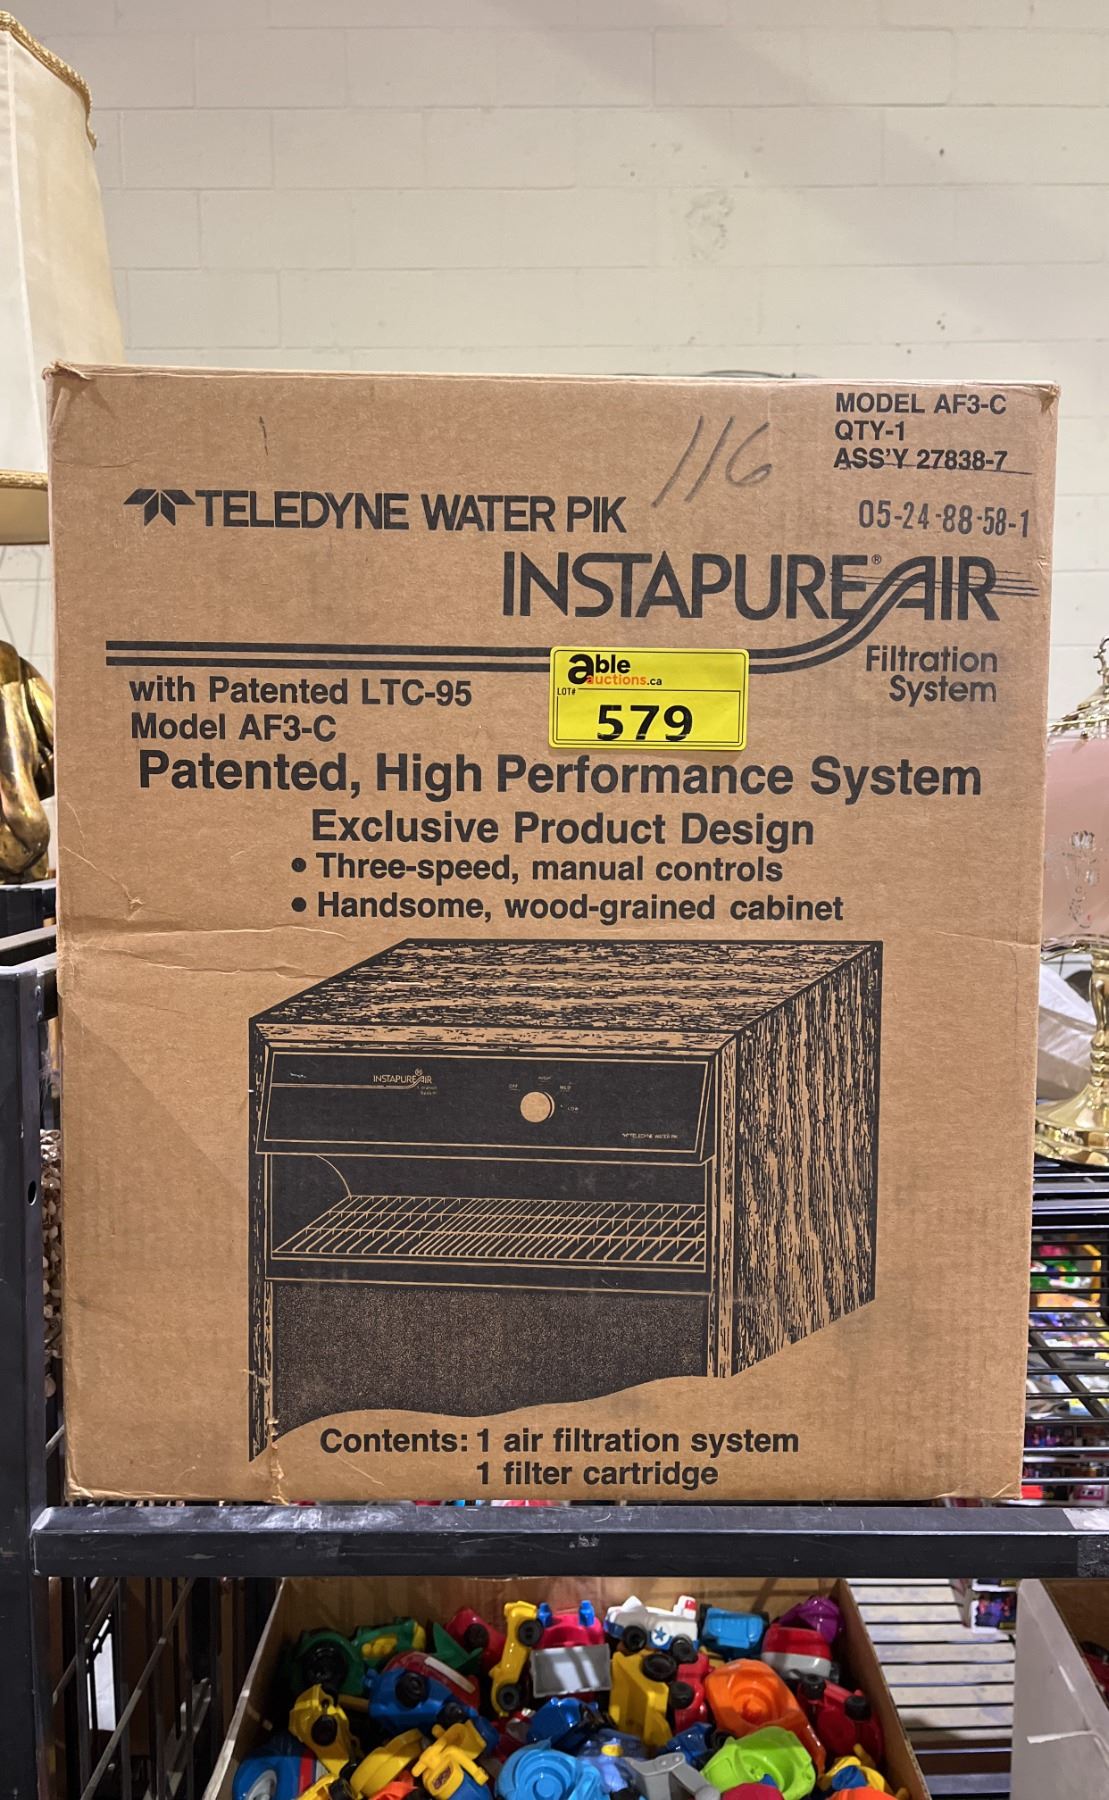 MODEL AF3-C
QTY-1
ASS'Y 27838-7
116
05-24-88-58-1
TELEDYNE WATER PIK
INSTAPURE® AIR
Filtration
System
with Patented LTC-95
Model AF3-C
able
auctions.ca
LOT#
579
Patented, High Performance System
Exclusive Product Design
• Three-speed, manual controls
• Handsome, wood-grained cabinet
INSTAPURE® AIR
OFF
LOW
TELEDYNE WATER PIK
Contents: 1 air filtration system
1 filter cartridge